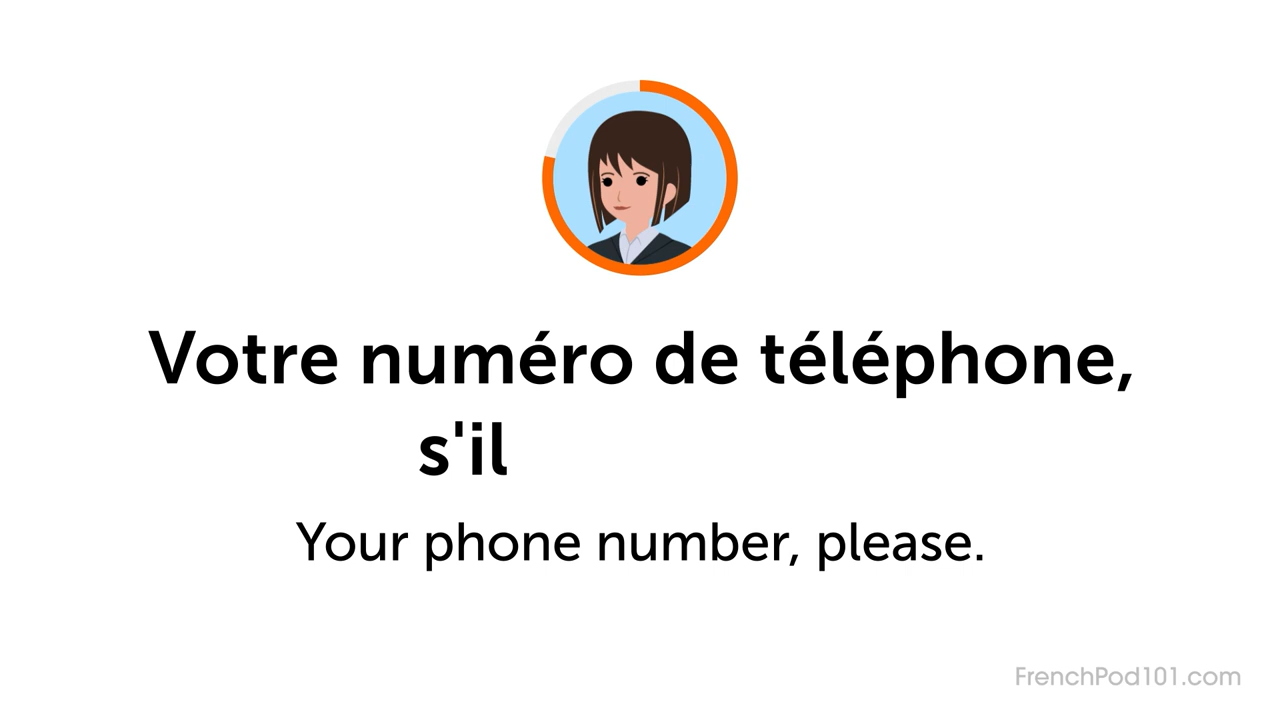 Votre numéro de téléphone,
s'il
Your phone number, please.
FrenchPod101.com